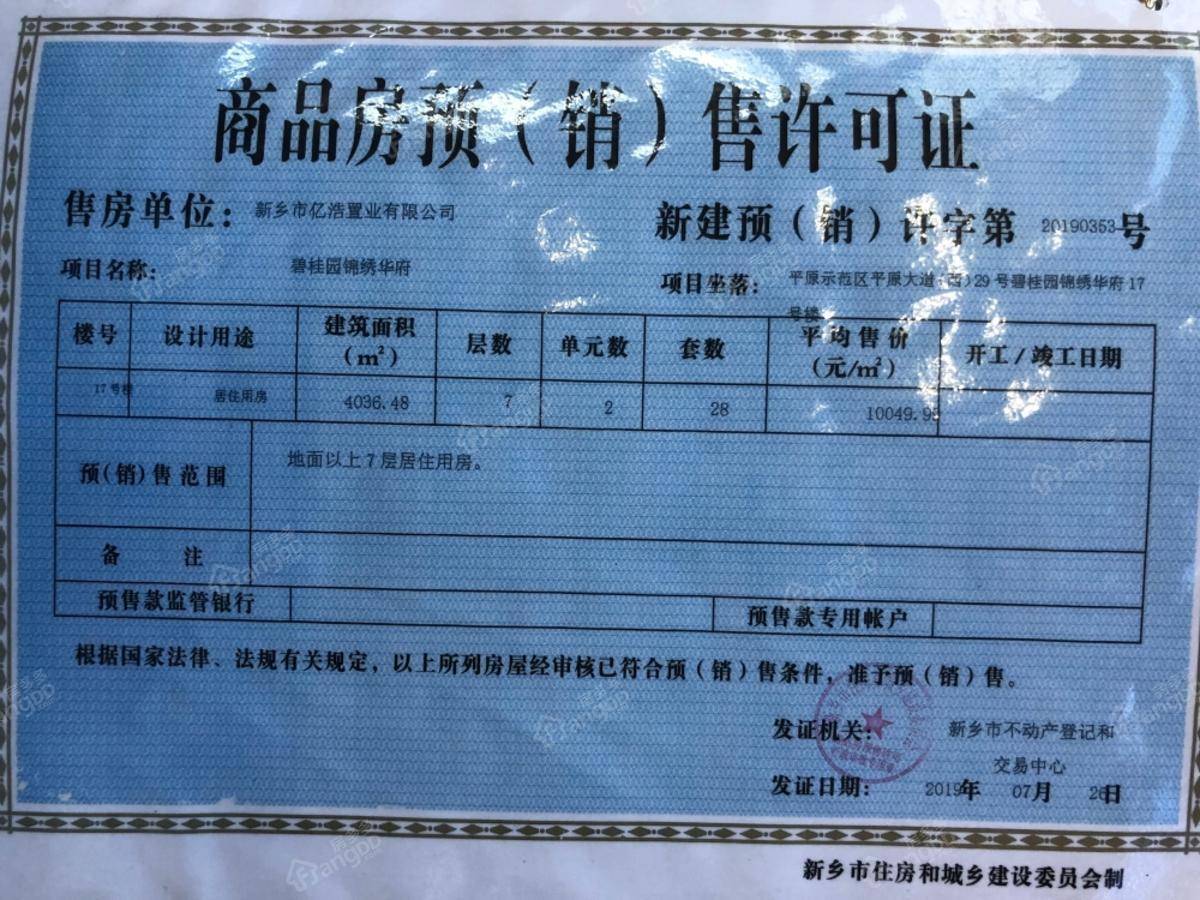 商品房预（销）售许可证
售房单位：新乡市亿浩置业有限公司
新建预（销）许字第 20190353 号
项目名称：碧桂园锦绣华府
项目坐落：平原示范区平原大道（西）29号碧桂园锦绣华府17
号楼
楼号 设计用途 建筑面积（㎡） 层数 单元数 套数 平均售价（元/㎡） 开工/竣工日期
17号楼 居住用房 4036.48 7 2 28 10049.95
预(销)售范围 地面以上7层居住用房。
备 注
预售款监管银行 预售款专用帐户
根据国家法律、法规有关规定，以上所列房屋经审核已符合预（销）售条件，准予预（销）售。
发证机关：新乡市不动产登记和
交易中心
发证日期：2019年 07月 26日
新乡市住房和城乡建设委员会制